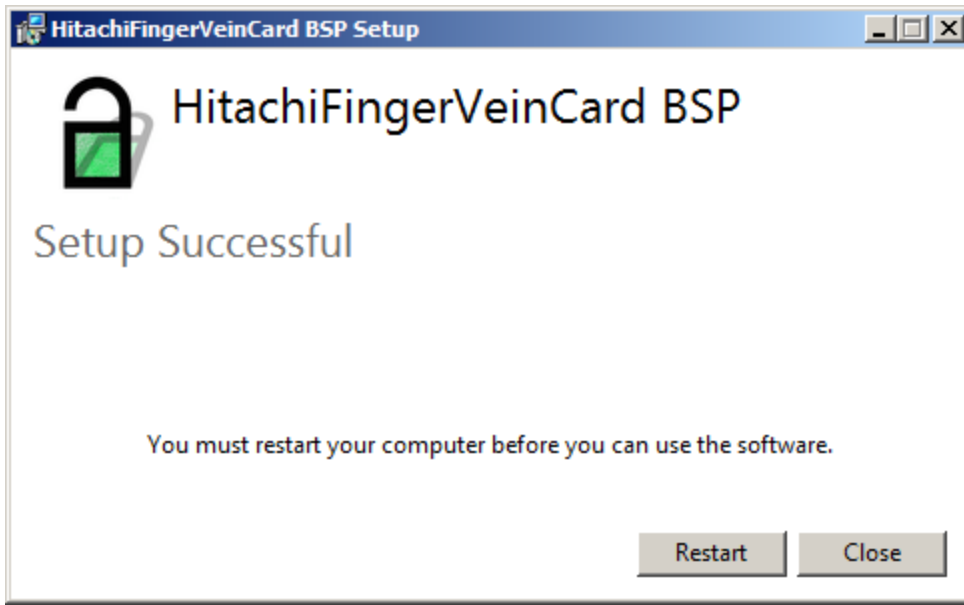 HitachiFingerVeinCard BSP Setup
HitachiFingerVeinCard BSP
Setup Successful
You must restart your computer before you can use the software.
Restart Close